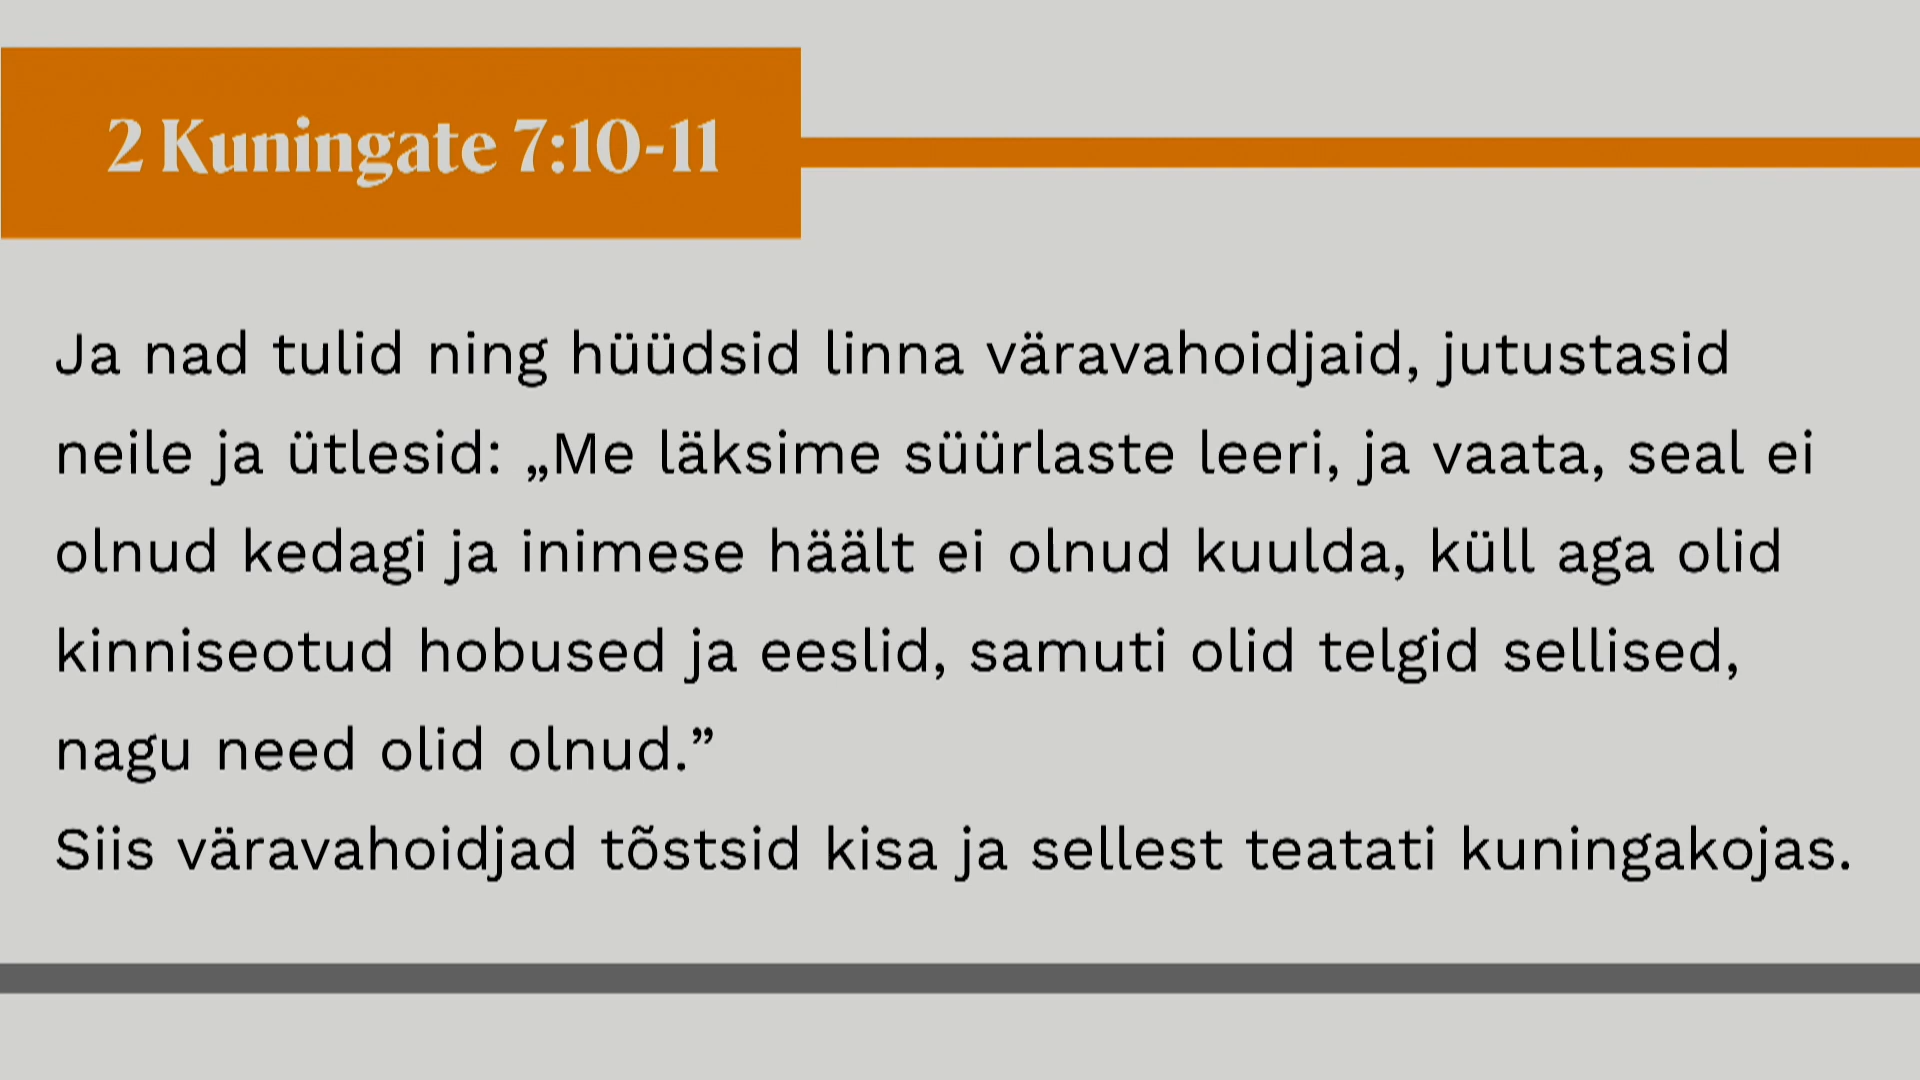 2 Kuningate 7:10-11
Ja nad tulid ning hüüdsid linna väravahoidjaid, jutustasid
neile ja ütlesid: „Me läksime süürlaste leeri, ja vaata, seal ei
olnud kedagi ja inimese häält ei olnud kuulda, küll aga olid
kinniseotud hobused ja eeslid, samuti olid telgid sellised,
nagu need olid olnud.”
Siis väravahoidjad tõstsid kisa ja sellest teatati kuningakojas.